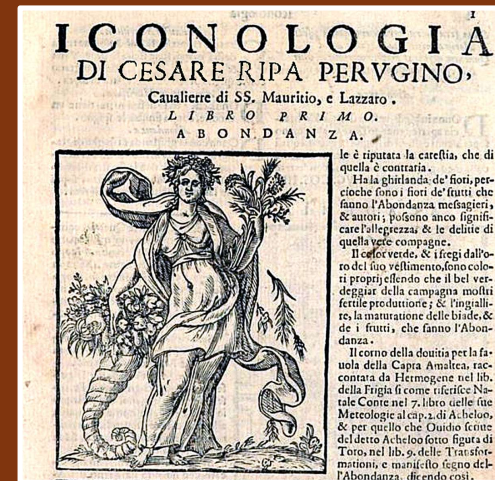 I
ICONOLOGIA
DI CESARE RIPA PERVGINO,
Caualierre di SS. Mauritio, e Lazzaro.
LIBRO PRIMO.
ABONDANZA.
le è riputata la carestia, che di
quella è contraria.
Ha la ghirlanda de' fiori, per-
cioche sono i fiori de' frutti che
fanno l'Abondanza messagieri,
& autori; possono anco signifi-
care l'allegrezza, & le delitie di
quella vere compagne.
Il color verde, & i fregi dall'o-
ro del suo vestimento, sono colo-
ri proprij essendo che il bel ver-
deggiar della campagna mostri
fertile produttione; & l'ingialli-
re, la maturatione delle biade, &
de i frutti, che fanno l'Abon-
danza.
Il corno della douitia per la fa-
uola della Capra Amaltea, rac-
contata da Hermogene nel lib.
della Frigia si come riferisce Na-
tale Conte nel 7. libro delle sue
Meteologie al cap. 2. di Acheloo,
& per quello che Ouidio scriue
del detto Acheloo sotto figura di
Toro, nel lib. 9. delle Trasfor-
mationi, e manifesto segno del-
l'Abondanza, dicendo così.